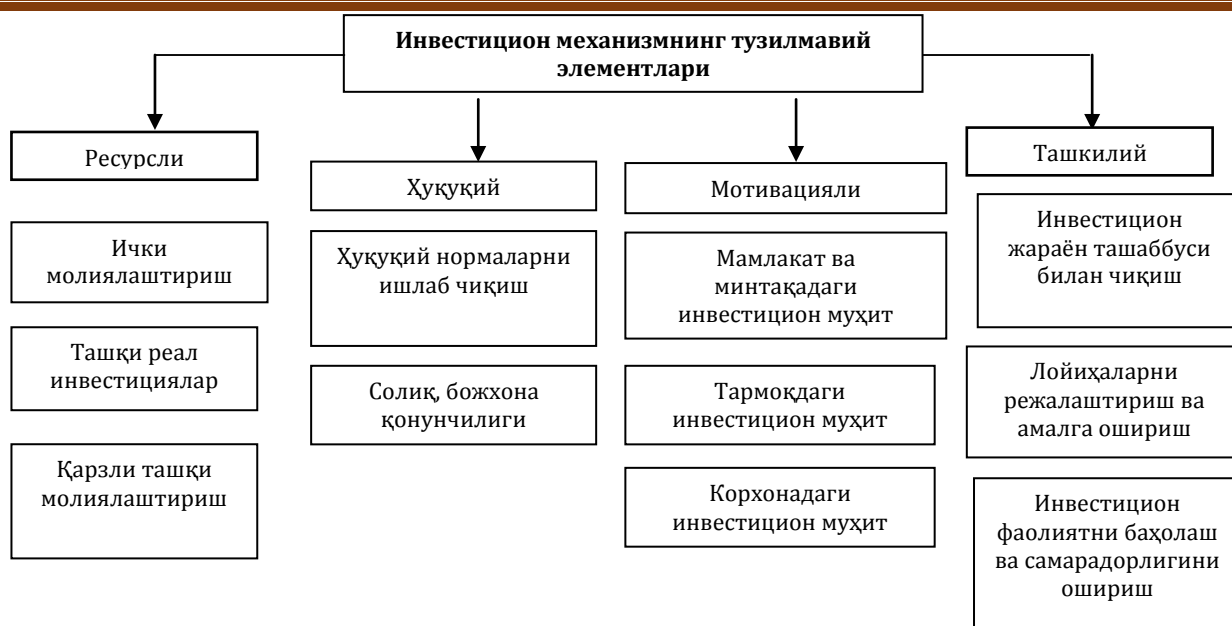 Инвестицион механизмнинг тузилмавий
элементлари
Ресурсли
Ички
молиялаштириш
Ташқи реал
инвестициялар
Қарзли ташқи
молиялаштириш
Ҳуқуқий
Ҳуқуқий нормаларни
ишлаб чиқиш
Солиқ, божхона
қонунчилиги
Мотивацияли
Мамлакат ва
минтақадаги
инвестицион муҳит
Тармоқдаги
инвестицион муҳит
Корхонадаги
инвестицион муҳит
Ташкилий
Инвестицион
жараён ташаббуси
билан чиқиш
Лойиҳаларни
режалаштириш ва
амалга ошириш
Инвестицион
фаолиятни баҳолаш
ва самарадорлигини
ошириш